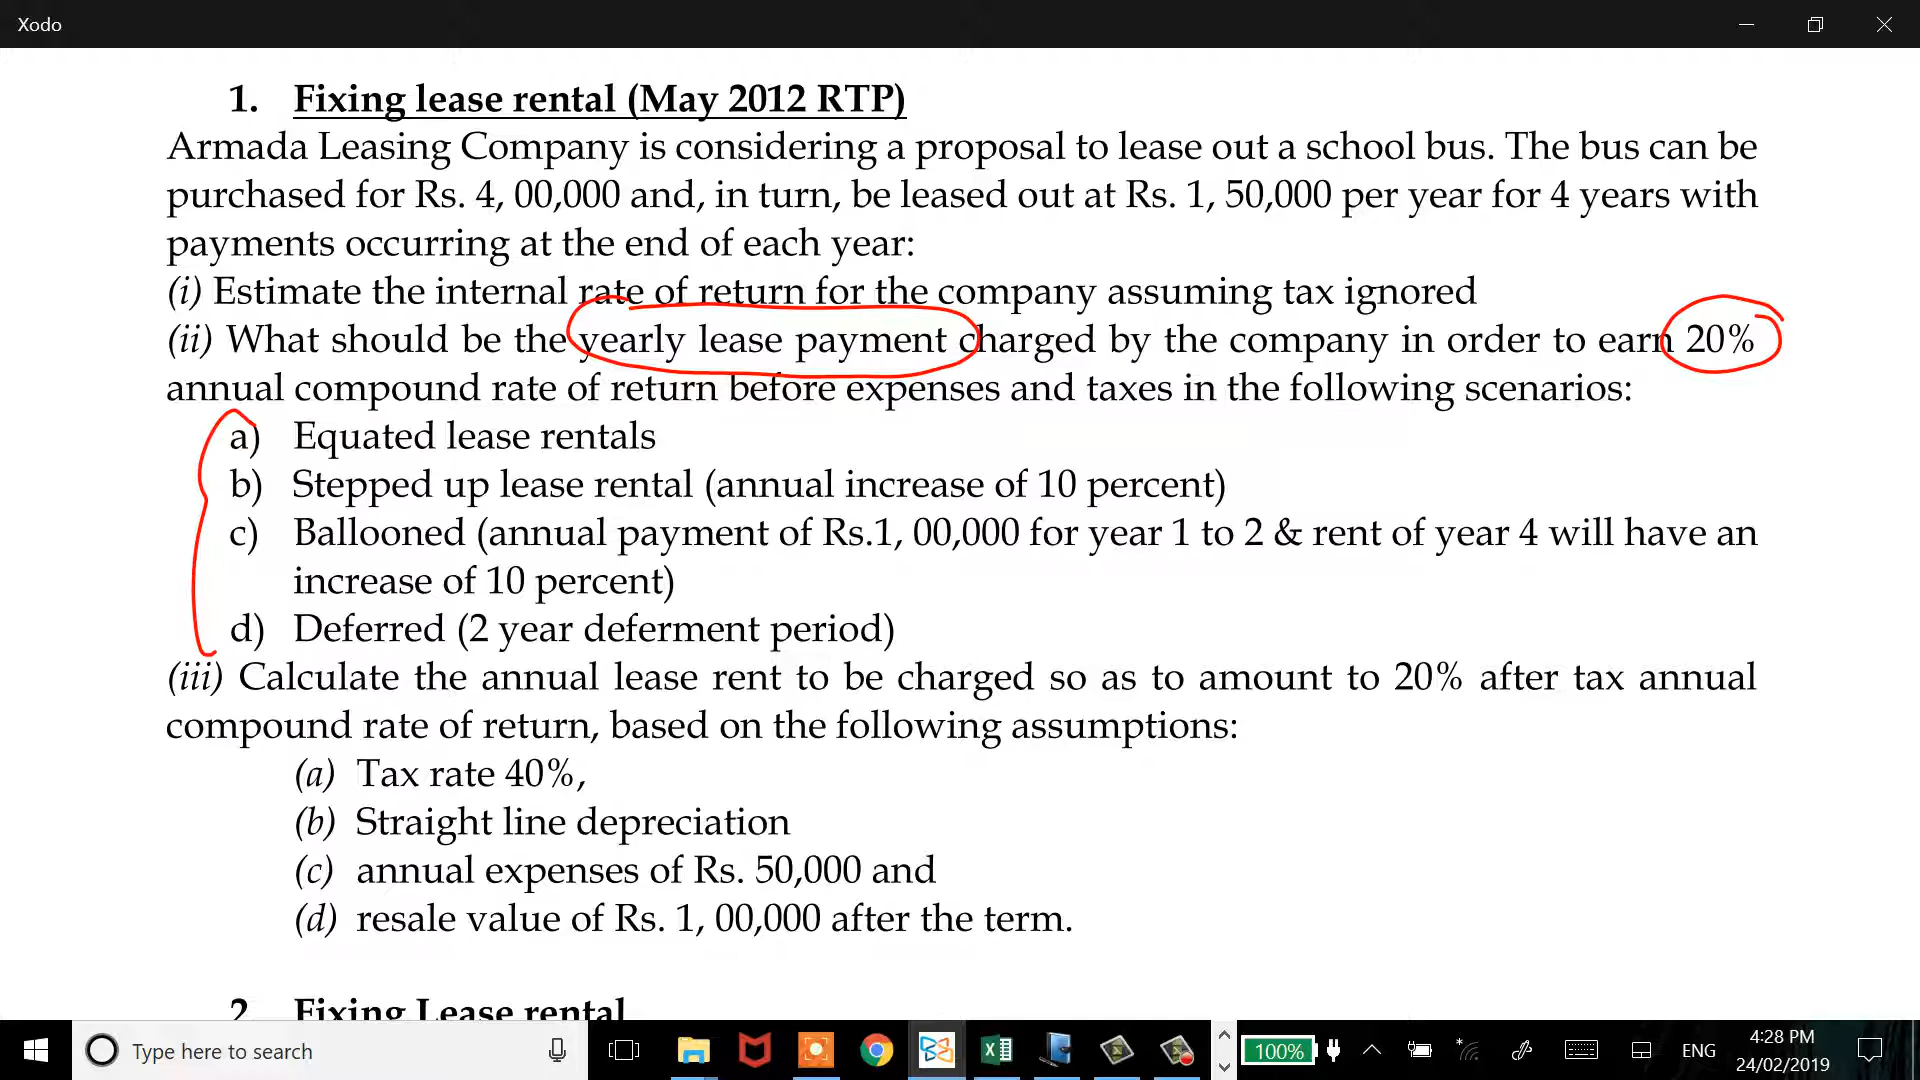 Xodo
1. Fixing lease rental (May 2012 RTP)
Armada Leasing Company is considering a proposal to lease out a school bus. The bus can be
purchased for Rs. 4, 00,000 and, in turn, be leased out at Rs. 1, 50,000 per year for 4 years with
payments occurring at the end of each year:
(i) Estimate the internal rate of return for the company assuming tax ignored
(ii) What should be the yearly lease payment charged by the company in order to earn 20%
annual compound rate of return before expenses and taxes in the following scenarios:
a) Equated lease rentals
b) Stepped up lease rental (annual increase of 10 percent)
c) Ballooned (annual payment of Rs.1, 00,000 for year 1 to 2 & rent of year 4 will have an
increase of 10 percent)
d) Deferred (2 year deferment period)
(iii) Calculate the annual lease rent to be charged so as to amount to 20% after tax annual
compound rate of return, based on the following assumptions:
(a) Tax rate 40%,
(b) Straight line depreciation
(c) annual expenses of Rs. 50,000 and
(d) resale value of Rs. 1, 00,000 after the term.
2 Fixing Lease rental
Type here to search
100%
ENG
4:28 PM
24/02/2019